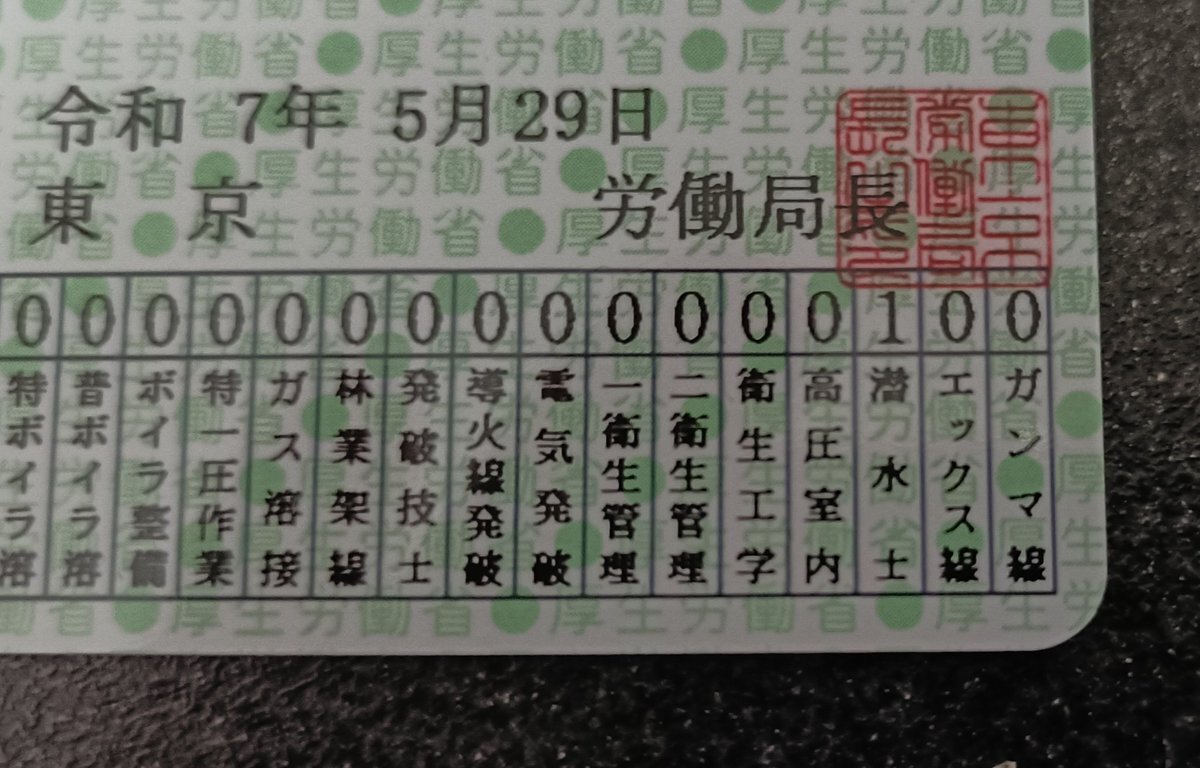 令和 7年 5月29日
東 京 労働局長
0 0 0 0 0 0 0 0 0 0 0 0 0 1 0 0
特ボイラ溶
普ボイラ溶
ボイラ整備
特一圧作業
ガス溶接
林業架線
発破技士
導火線発破
電気発破
一衛生管理
二衛生管理
衛生工学
高圧室内
潜水士
エックス線
ガンマ線
厚生労働省